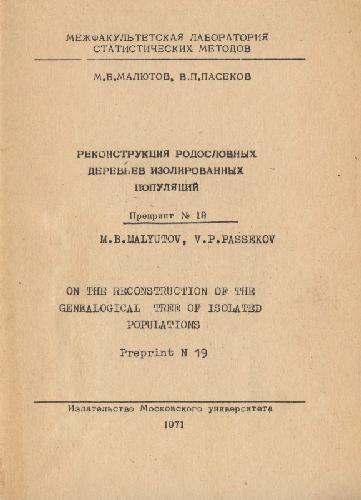 МЕЖФАКУЛЬТЕТСКАЯ ЛАБОРАТОРИЯ
СТАТИСТИЧЕСКИХ МЕТОДОВ
М.Б.МАЛЮТОВ, В.П.ПАСЕКОВ
РЕКОНСТРУКЦИЯ РОДОСЛОВНЫХ
ДЕРЕВЬЕВ ИЗОЛИРОВАННЫХ
ПОПУЛЯЦИЙ
Препринт № 19
M.B.MALYUTOV, V.P.PASSEKOV
ON THE RECONSTRUCTION OF THE
GENEALOGICAL TREE OF ISOLATED
POPULATIONS
Preprint N 19
Издательство Московского университета
1971